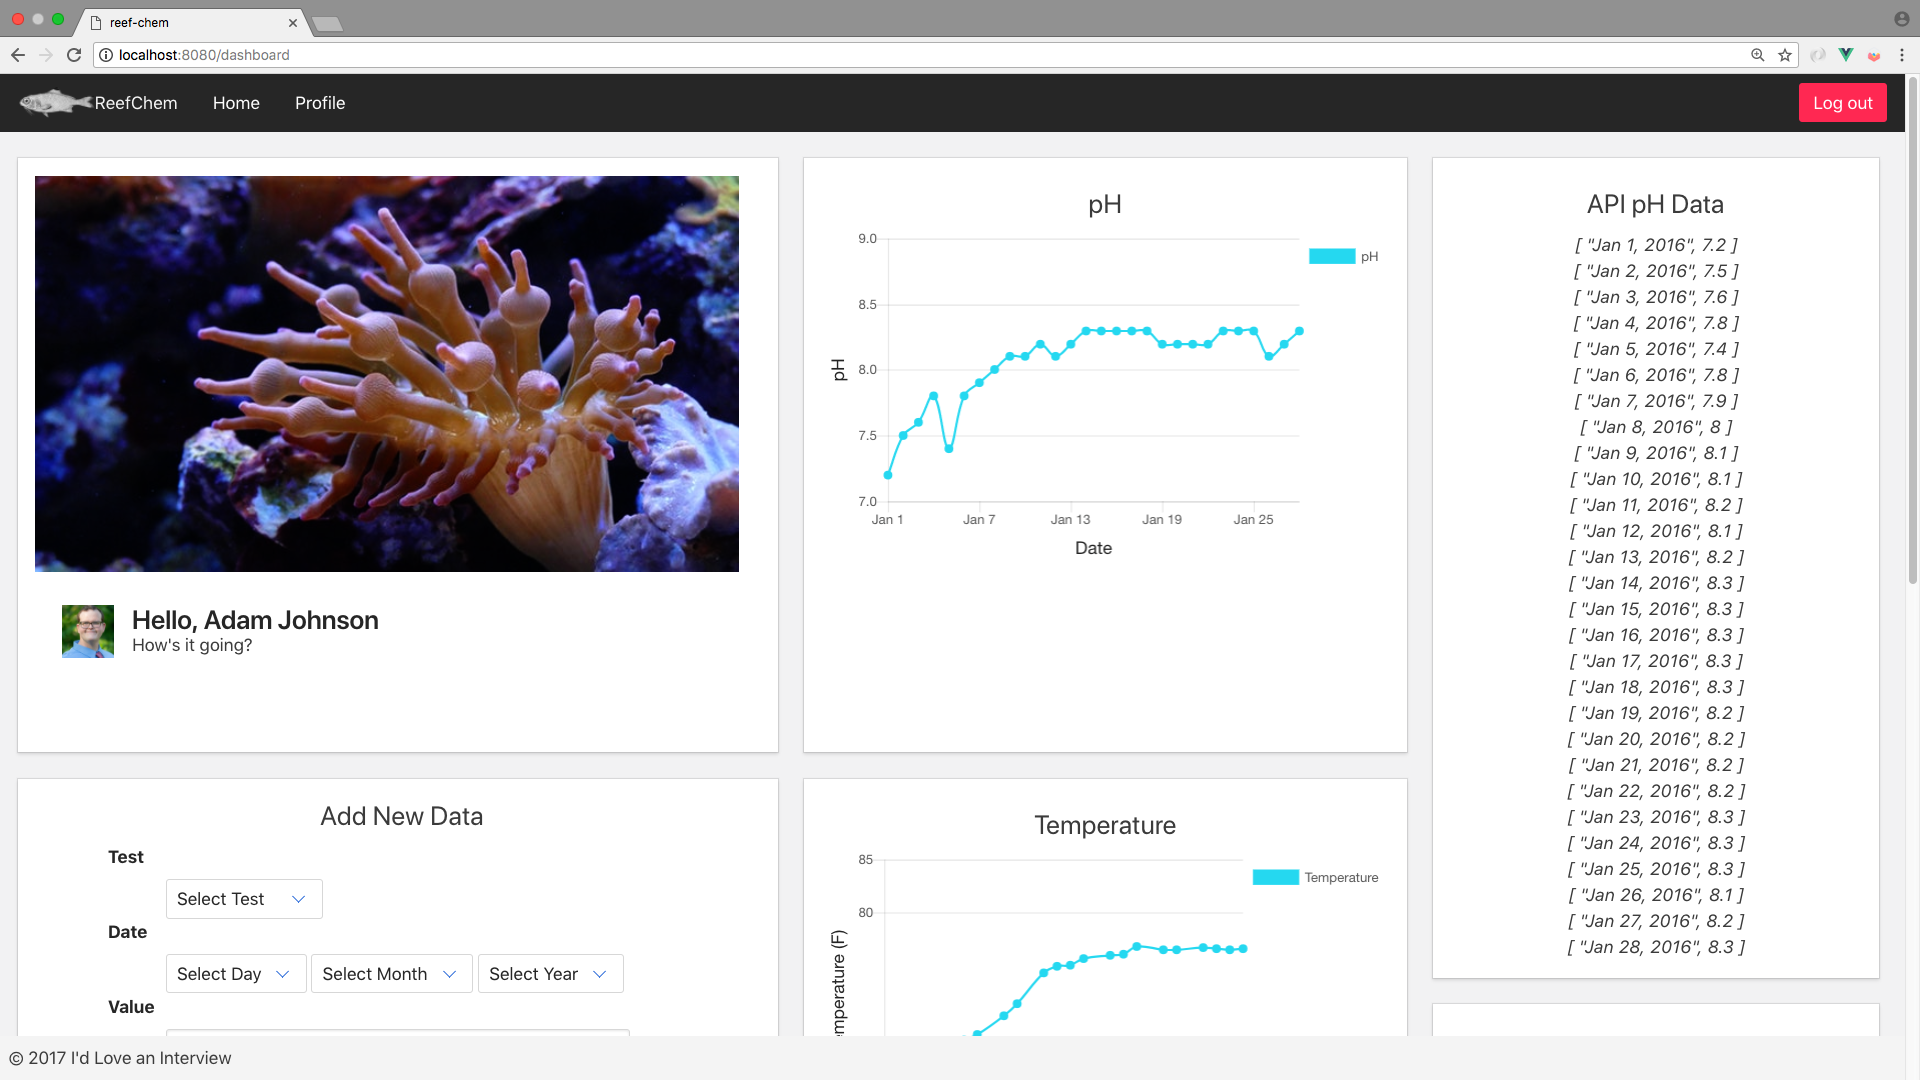 reef-chem
localhost:8080/dashboard
ReefChem
Home
Profile
Log out
Hello, Adam Johnson
How's it going?
pH
9.0
8.5
8.0
7.5
7.0
pH
Jan 1
Jan 7
Jan 13
Jan 19
Jan 25
Date
pH
API pH Data
[ "Jan 1, 2016", 7.2 ]
[ "Jan 2, 2016", 7.5 ]
[ "Jan 3, 2016", 7.6 ]
[ "Jan 4, 2016", 7.8 ]
[ "Jan 5, 2016", 7.4 ]
[ "Jan 6, 2016", 7.8 ]
[ "Jan 7, 2016", 7.9 ]
[ "Jan 8, 2016", 8 ]
[ "Jan 9, 2016", 8.1 ]
[ "Jan 10, 2016", 8.1 ]
[ "Jan 11, 2016", 8.2 ]
[ "Jan 12, 2016", 8.1 ]
[ "Jan 13, 2016", 8.2 ]
[ "Jan 14, 2016", 8.3 ]
[ "Jan 15, 2016", 8.3 ]
[ "Jan 16, 2016", 8.3 ]
[ "Jan 17, 2016", 8.3 ]
[ "Jan 18, 2016", 8.3 ]
[ "Jan 19, 2016", 8.2 ]
[ "Jan 20, 2016", 8.2 ]
[ "Jan 21, 2016", 8.2 ]
[ "Jan 22, 2016", 8.2 ]
[ "Jan 23, 2016", 8.3 ]
[ "Jan 24, 2016", 8.3 ]
[ "Jan 25, 2016", 8.3 ]
[ "Jan 26, 2016", 8.1 ]
[ "Jan 27, 2016", 8.2 ]
[ "Jan 28, 2016", 8.3 ]
Add New Data
Test
Select Test
Date
Select Day
Select Month
Select Year
Value
Temperature
85
80
mperature (F)
Temperature
© 2017 I'd Love an Interview